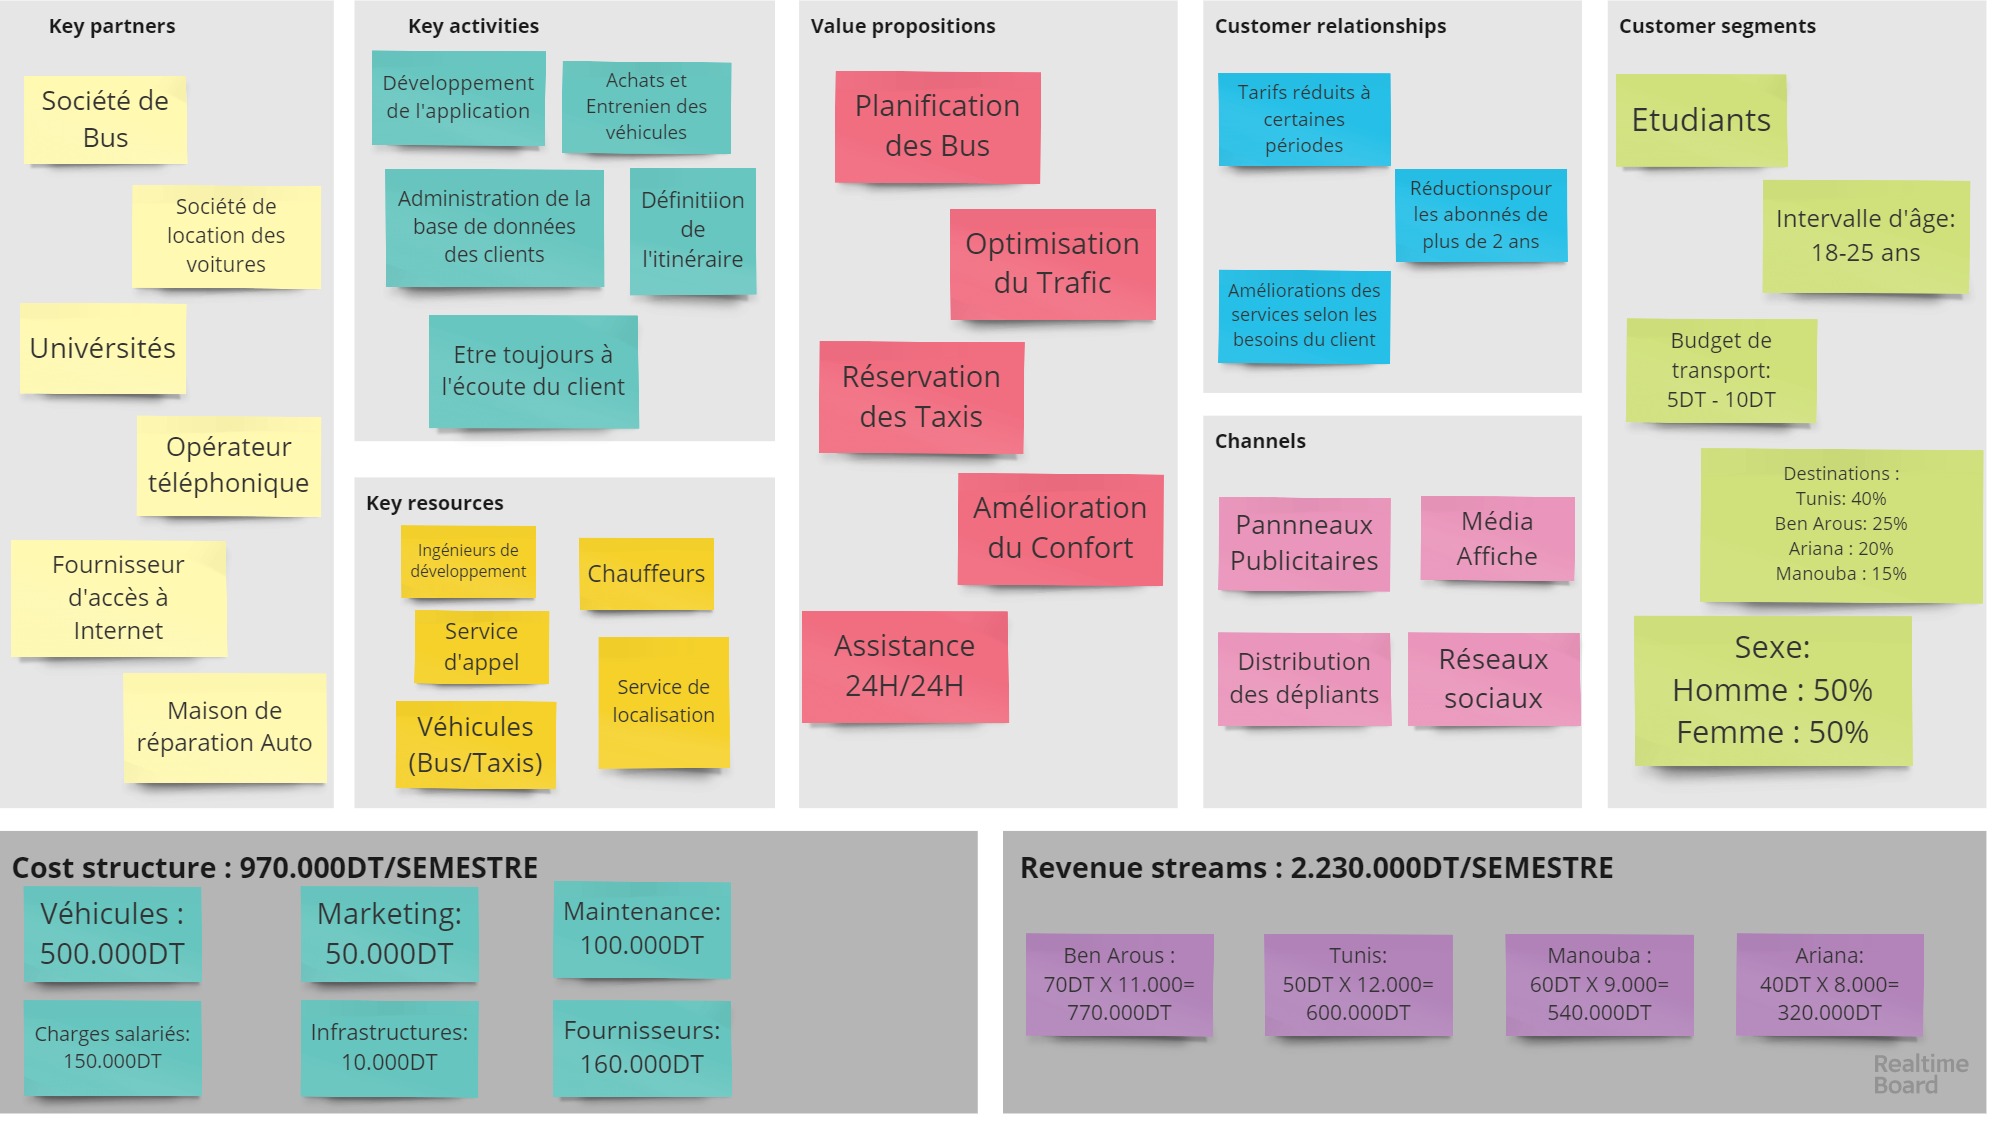 Key partners
Société de
Bus
Société de
location des
voitures
Univérsités
Opérateur
téléphonique
Fournisseur
d'accès à
Internet
Maison de
réparation Auto
Key activities
Développement
de l'application
Achats et
Entrenien des
véhicules
Administration de la
base de données
des clients
Définitiion
de
l'itinéraire
Etre toujours à
l'écoute du client
Key resources
Ingénieurs de
développement
Chauffeurs
Service
d'appel
Service de
localisation
Véhicules
(Bus/Taxis)
Value propositions
Planification
des Bus
Optimisation
du Trafic
Réservation
des Taxis
Amélioration
du Confort
Assistance
24H/24H
Customer relationships
Tarifs réduits à
certaines
périodes
Réductionspour
les abonnés de
plus de 2 ans
Améliorations des
services selon les
besoins du client
Channels
Pannneaux
Publicitaires
Média
Affiche
Distribution
des dépliants
Réseaux
sociaux
Customer segments
Etudiants
Intervalle d'âge:
18-25 ans
Budget de
transport:
5DT - 10DT
Destinations :
Tunis: 40%
Ben Arous: 25%
Ariana : 20%
Manouba : 15%
Sexe:
Homme : 50%
Femme : 50%
Cost structure : 970.000DT/SEMESTRE
Véhicules :
500.000DT
Marketing:
50.000DT
Maintenance:
100.000DT
Charges salariés:
150.000DT
Infrastructures:
10.000DT
Fournisseurs:
160.000DT
Revenue streams : 2.230.000DT/SEMESTRE
Ben Arous :
70DT X 11.000=
770.000DT
Tunis:
50DT X 12.000=
600.000DT
Manouba :
60DT X 9.000=
540.000DT
Ariana:
40DT X 8.000=
320.000DT
Realtime
Board